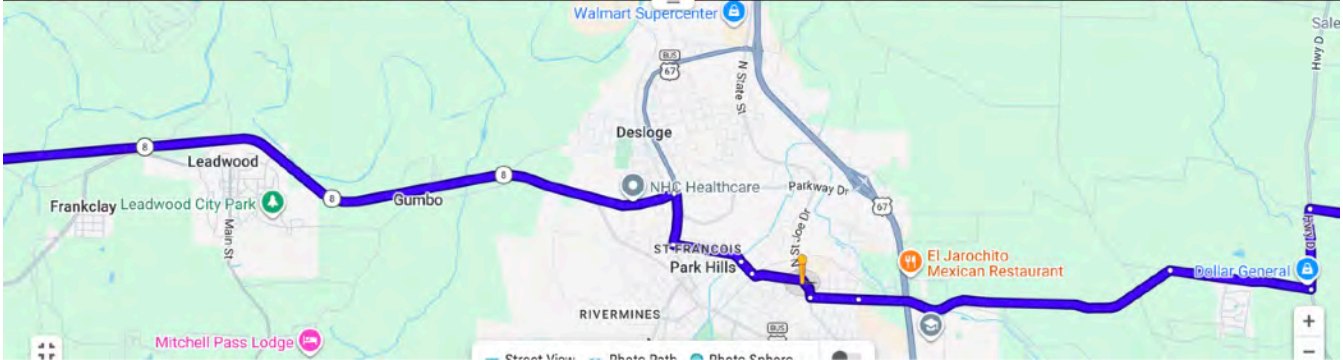 Walmart Supercenter
Sale
Hwy D
BUS
67
N State St
Desloge
8
Leadwood
NHC Healthcare
Parkway Dr
8
8
Gumbo
67
Frankclay
Leadwood City Park
Main St
N St Joe Dr
Hwy D
ST FRANCOIS
Park Hills
El Jarochito
Mexican Restaurant
Dollar General
RIVERMINES
BUS
Mitchell Pass Lodge
+
Street View
Photo Path
Photo Sphere